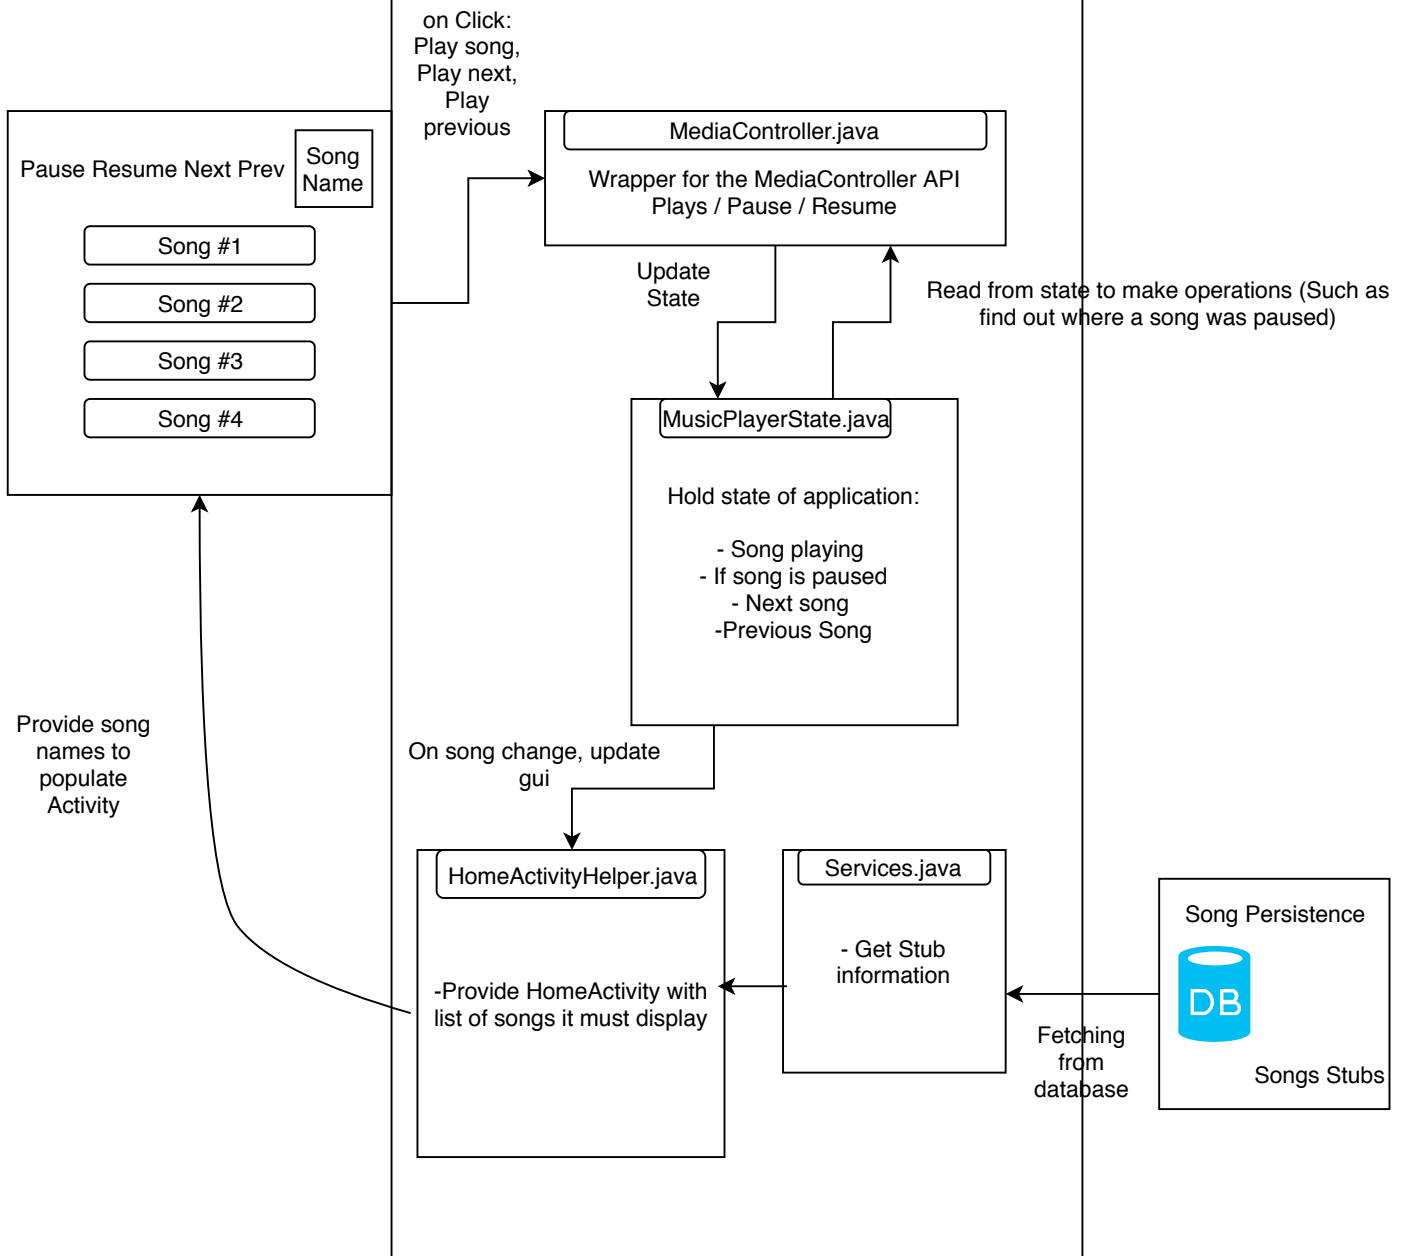 on Click:
Play song,
Play next,
Play
previous
Pause Resume Next Prev
Song
Name
Song #1
Song #2
Song #3
Song #4
MediaController.java
Wrapper for the MediaController API
Plays / Pause / Resume
Update
State
Read from state to make operations (Such as
find out where a song was paused)
MusicPlayerState.java
Hold state of application:
- Song playing
- If song is paused
- Next song
-Previous Song
Provide song
names to
populate
Activity
On song change, update
gui
HomeActivityHelper.java
-Provide HomeActivity with
list of songs it must display
Services.java
- Get Stub
information
Fetching
from
database
Song Persistence
DB
Songs Stubs